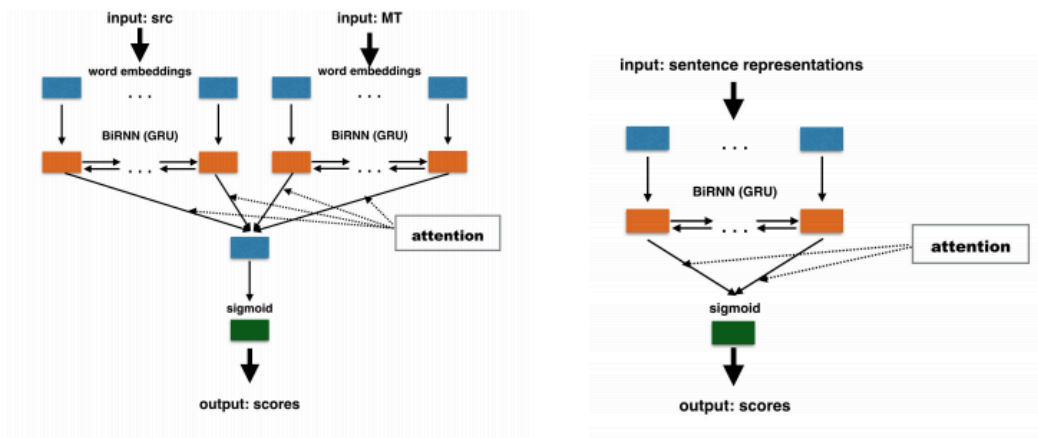 input: src
input: MT
word embeddings
word embeddings
. . .
. . .
BiRNN (GRU)
BiRNN (GRU)
. . .
. . .
attention
sigmoid
output: scores
input: sentence representations
. . .
BiRNN (GRU)
. . .
attention
sigmoid
output: scores